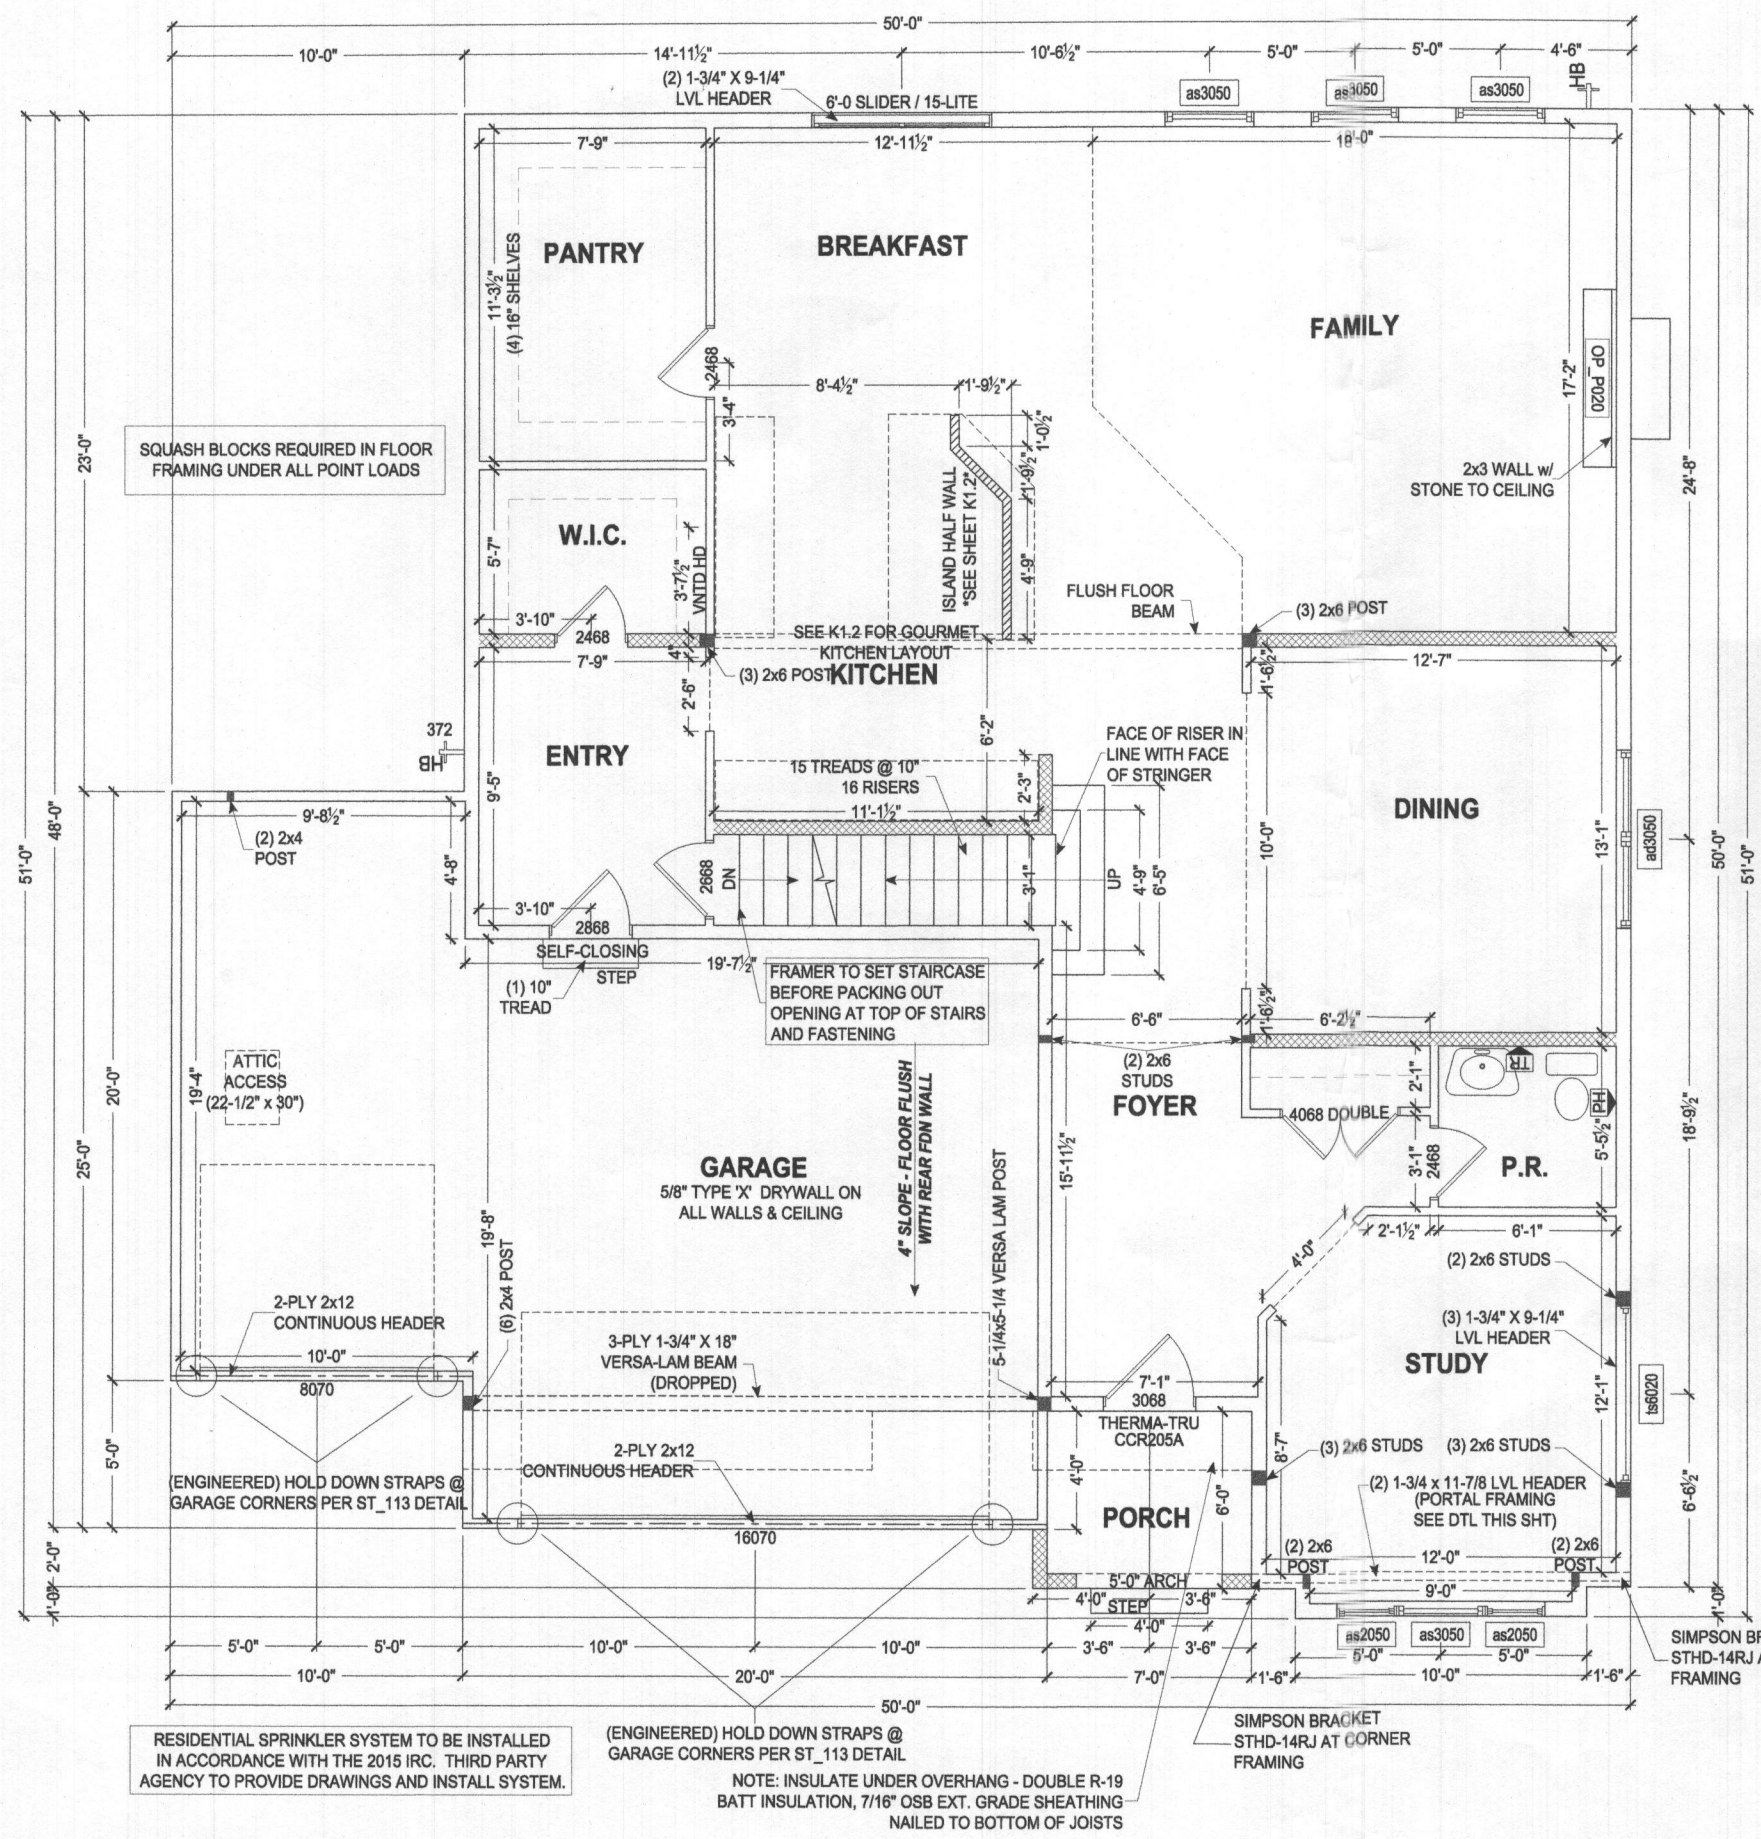 50'-0"
10'-0" 14'-11½" 10'-6½" 5'-0" 5'-0" 4'-6"
(2) 1-3/4" X 9-1/4"
LVL HEADER
6'-0 SLIDER / 15-LITE
as3050 as3050 as3050
HB
7'-9" 12'-11½"
PANTRY
11'-3½"
(4) 16" SHELVES
BREAKFAST
FAMILY
17'-2"
OP_P020
2468
3'-4"
8'-4½" 1'-9½"
1'-0½"
1'-9½"
4'-9"
ISLAND HALF WALL
*SEE SHEET K1.2*
2x3 WALL w/
STONE TO CEILING
SQUASH BLOCKS REQUIRED IN FLOOR
FRAMING UNDER ALL POINT LOADS
23'-0"
48'-0"
51'-0"
24'-8"
50'-0"
51'-0"
W.I.C.
5'-7"
3'-7½"
VNTD HD
3'-10"
2468
7'-9"
4"
2'-6"
FLUSH FLOOR
BEAM
(3) 2x6 POST
SEE K1.2 FOR GOURMET
KITCHEN LAYOUT
(3) 2x6 POST
KITCHEN
12'-7"
1'-6½"
372
HB
ENTRY
9'-5"
6'-2"
15 TREADS @ 10"
16 RISERS
11'-1½"
2'-3"
FACE OF RISER IN
LINE WITH FACE
OF STRINGER
DINING
10'-0"
13'-1"
ad3050
9'-8½"
(2) 2x4
POST
4'-8"
2668
DN
3'-1"
UP
4'-9"
6'-5"
3'-10"
2868
SELF-CLOSING
STEP
(1) 10"
TREAD
19'-7½"
FRAMER TO SET STAIRCASE
BEFORE PACKING OUT
OPENING AT TOP OF STAIRS
AND FASTENING
6'-6"
1'-6½"
6'-2½"
(2) 2x6
STUDS
FOYER
2'-1"
TR
PH
4068 DOUBLE
3'-1"
2468
5'-5½"
P.R.
18'-9½"
ATTIC
ACCESS
(22-1/2" x 30")
19'-4"
20'-0"
25'-0"
GARAGE
5/8" TYPE 'X' DRYWALL ON
ALL WALLS & CEILING
4" SLOPE - FLOOR FLUSH
WITH REAR FDN WALL
15'-11½"
5-1/4x5-1/4 VERSA LAM POST
19'-8"
(6) 2x4 POST
4'-0"
2'-1½" 6'-1"
(2) 2x6 STUDS
(3) 1-3/4" X 9-1/4"
LVL HEADER
STUDY
12'-1"
ts6020
2-PLY 2x12
CONTINUOUS HEADER
10'-0"
8070
3-PLY 1-3/4" X 18"
VERSA-LAM BEAM
(DROPPED)
7'-1"
3068
THERMA-TRU
CCR205A
2-PLY 2x12
CONTINUOUS HEADER
5'-0"
(ENGINEERED) HOLD DOWN STRAPS @
GARAGE CORNERS PER ST_113 DETAIL
16070
4'-0"
6'-0"
PORCH
8'-7"
(3) 2x6 STUDS
(3) 2x6 STUDS
(2) 1-3/4 x 11-7/8 LVL HEADER
(PORTAL FRAMING
SEE DTL THIS SHT)
6'-6½"
(2) 2x6
POST
12'-0"
(2) 2x6
POST
9'-0"
2'-0"
1'-0"
5'-0" ARCH
4'-0" 3'-6"
STEP
4'-0"
1'-0"
as2050 as3050 as2050
5'-0" 5'-0"
5'-0" 5'-0" 10'-0" 10'-0" 3'-6" 3'-6"
10'-0" 20'-0" 7'-0" 1'-6" 10'-0" 1'-6"
50'-0"
STHD-14RJ
FRAMING
SIMPSON BRACKET
STHD-14RJ AT CORNER
FRAMING
RESIDENTIAL SPRINKLER SYSTEM TO BE INSTALLED
IN ACCORDANCE WITH THE 2015 IRC. THIRD PARTY
AGENCY TO PROVIDE DRAWINGS AND INSTALL SYSTEM.
(ENGINEERED) HOLD DOWN STRAPS @
GARAGE CORNERS PER ST_113 DETAIL
NOTE: INSULATE UNDER OVERHANG - DOUBLE R-19
BATT INSULATION, 7/16" OSB EXT. GRADE SHEATHING
NAILED TO BOTTOM OF JOISTS